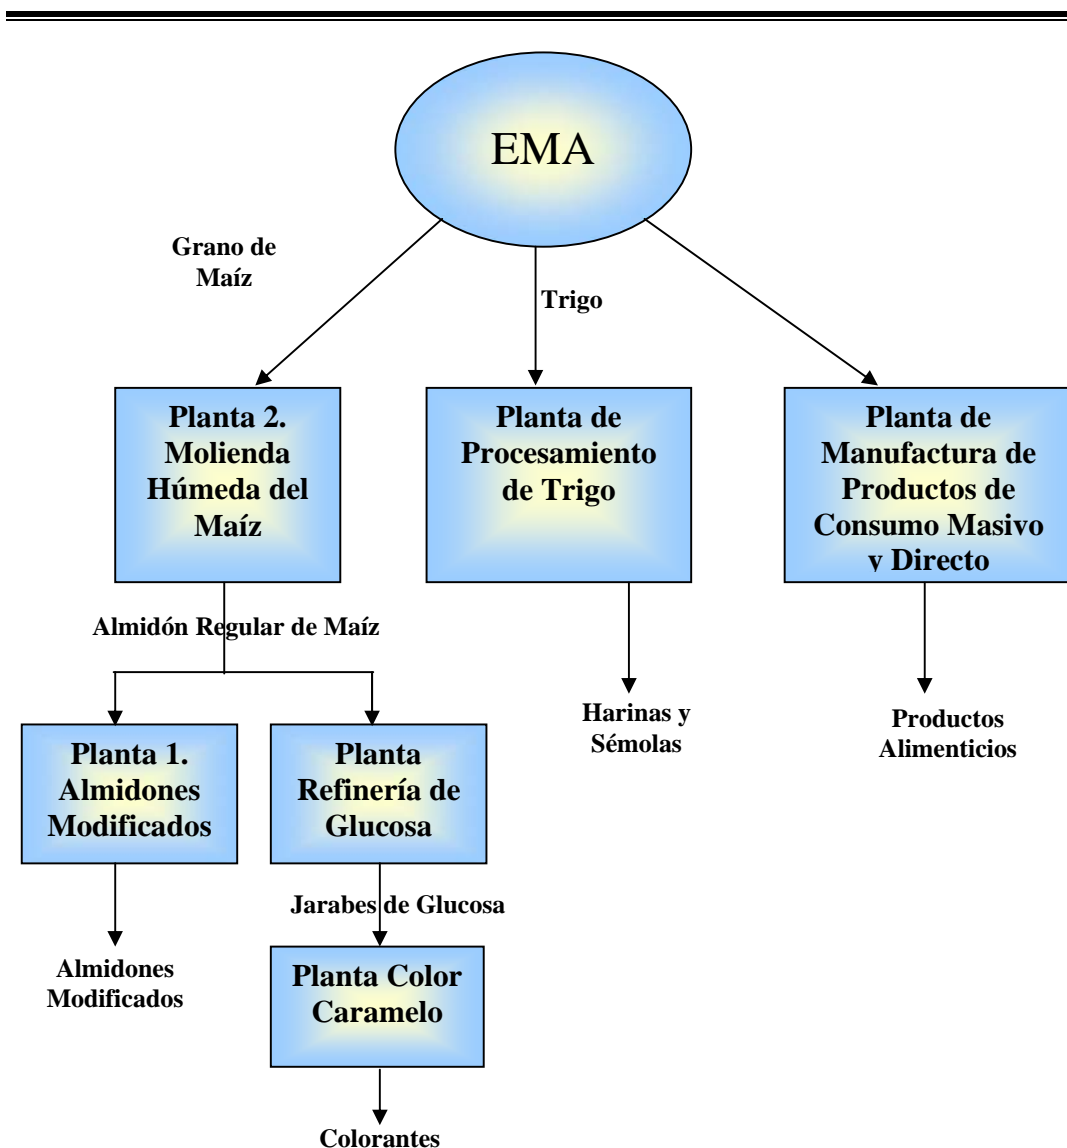 EMA
Grano de
Maíz
Trigo
Planta 2.
Molienda
Húmeda del
Maíz
Planta de
Procesamiento
de Trigo
Planta de
Manufactura de
Productos de
Consumo Masivo
y Directo
Almidón Regular de Maíz
Planta 1.
Almidones
Modificados
Planta
Refinería de
Glucosa
Harinas y
Sémolas
Productos
Alimenticios
Jarabes de Glucosa
Almidones
Modificados
Planta Color
Caramelo
Colorantes